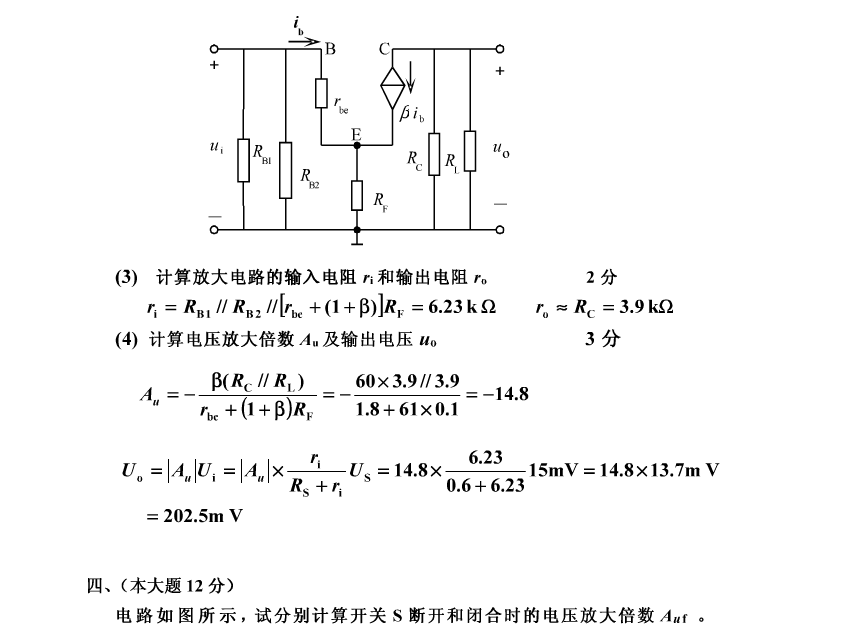 i_b
B C
+ +
r_be
β i_b
E
u_i R_B1 R_C R_L u_o
R_B2
R_F
— —
(3) 计算放大电路的输入电阻 r_i 和输出电阻 r_o 2 分
r_i = R_B1 // R_B2 //[r_be + (1+β)]R_F = 6.23 k Ω r_o ≈ R_C = 3.9 kΩ
(4) 计算电压放大倍数 A_u 及输出电压 u_o 3 分
A_u = − β(R_C // R_L) / (r_be + (1+β)R_F) = − (60×3.9 // 3.9) / (1.8 + 61×0.1) = −14.8
U_o = |A_u|U_i = |A_u|× r_i / (R_S + r_i) U_S = 14.8× 6.23 / (0.6 + 6.23) 15mV = 14.8×13.7m V
= 202.5m V
四、（本大题 12 分）
电路如图所示，试分别计算开关 S 断开和闭合时的电压放大倍数 A_uf 。